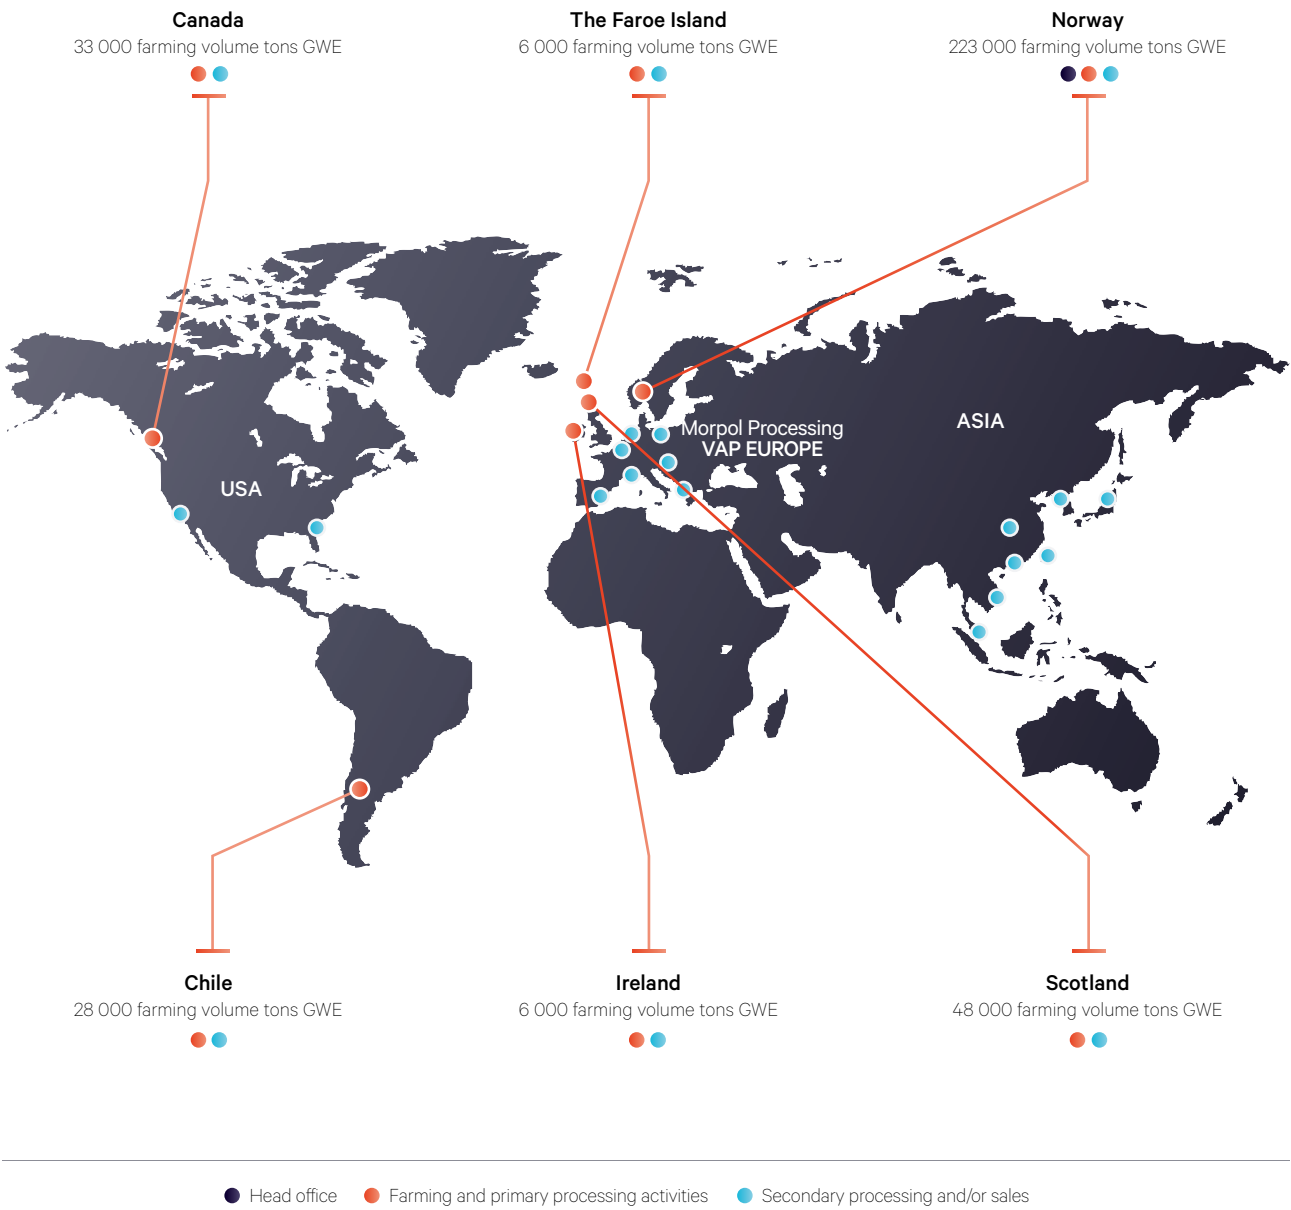 Canada
33 000 farming volume tons GWE
The Faroe Island
6 000 farming volume tons GWE
Norway
223 000 farming volume tons GWE
Morpol Processing
VAP EUROPE
ASIA
USA
Chile
28 000 farming volume tons GWE
Ireland
6 000 farming volume tons GWE
Scotland
48 000 farming volume tons GWE
Head office
Farming and primary processing activities
Secondary processing and/or sales